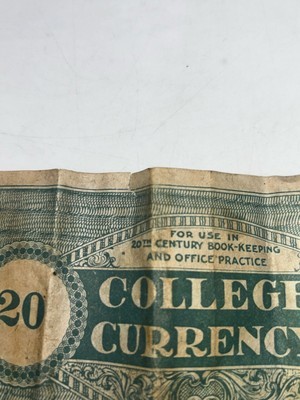 FOR USE IN
20TH CENTURY BOOK-KEEPING
AND OFFICE PRACTICE
20
COLLEGE
CURRENCY